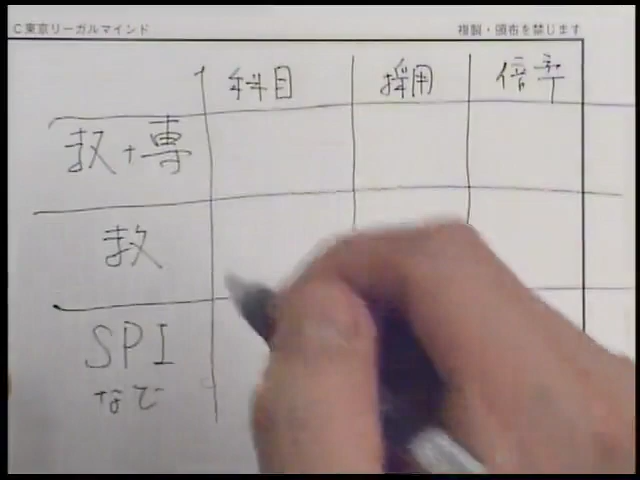 C東京リーガルマインド 複製・頒布を禁じます
科目 採用 倍率
教+専
教
SPI
など